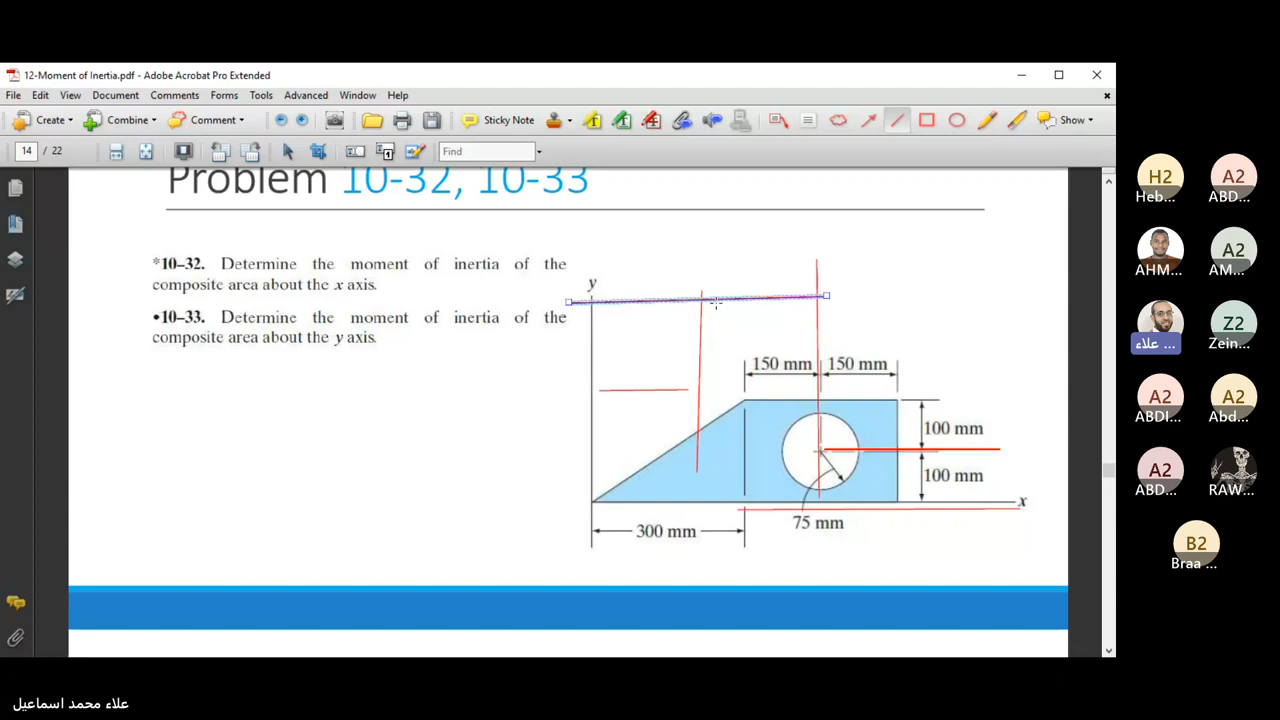 12-Moment of Inertia.pdf - Adobe Acrobat Pro Extended
File Edit View Document Comments Forms Tools Advanced Window Help
Create Combine Comment Sticky Note Show
14 / 22 Find
Problem 10-32, 10-33
*10–32. Determine the moment of inertia of the
composite area about the x axis.
•10–33. Determine the moment of inertia of the
composite area about the y axis.
y
150 mm 150 mm
100 mm
100 mm
x
75 mm
300 mm
H2 A2
Heb... ABD...
A2
AHM... AM...
Z2
علاء ... Zein...
A2 A2
ABDI... Abd...
A2
ABD... RAW...
B2
Braa ...
علاء محمد اسماعيل